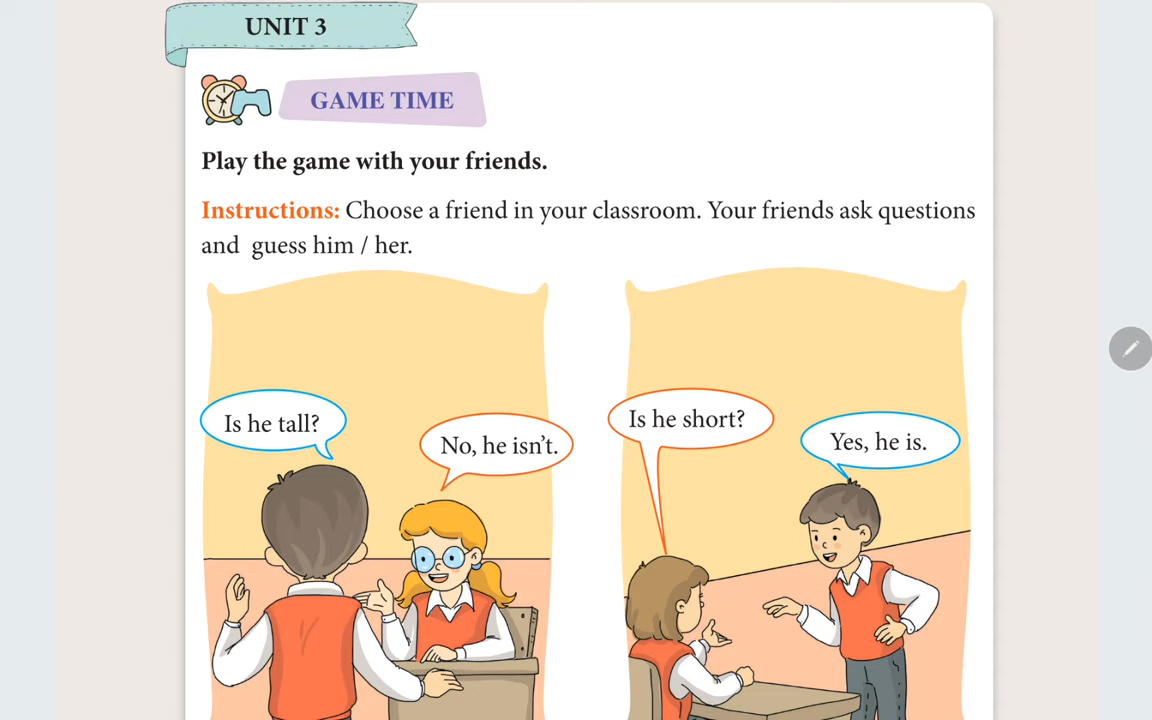 UNIT 3
GAME TIME
Play the game with your friends.
Instructions: Choose a friend in your classroom. Your friends ask questions
and guess him / her.
Is he tall?
No, he isn’t.
Is he short?
Yes, he is.